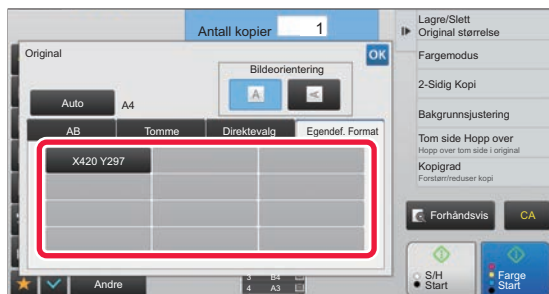 Antall kopier 1
Lagre/Slett
Original størrelse
Original
OK
Fargemodus
Bildeorientering
2-Sidig Kopi
A A
Auto A4
Bakgrunnsjustering
AB Tomme Direktevalg Egendef. Format
Tom side Hopp over
Hopp over tom side i original
X420 Y297
Kopigrad
Forstørr/reduser kopi
Forhåndsvis CA
S/H
Start
Farge
Start
Andre
3 B4
4 A3